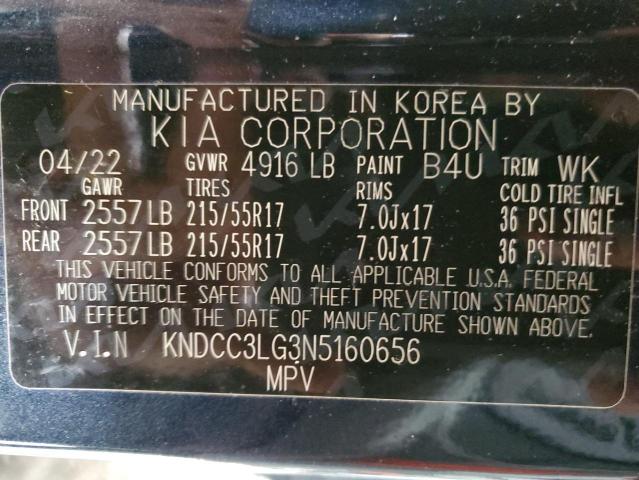 MANUFACTURED IN KOREA BY
KIA CORPORATION
04/22 GVWR 4916 LB PAINT B4U TRIM WK
GAWR TIRES RIMS COLD TIRE INFL
FRONT 2557 LB 215/55R17 7.0Jx17 36 PSI SINGLE
REAR 2557 LB 215/55R17 7.0Jx17 36 PSI SINGLE
THIS VEHICLE CONFORMS TO ALL APPLICABLE U.S.A. FEDERAL
MOTOR VEHICLE SAFETY AND THEFT PREVENTION STANDARDS
IN EFFECT ON THE DATE OF MANUFACTURE SHOWN ABOVE.
V.I.N KNDCC3LG3N5160656
MPV